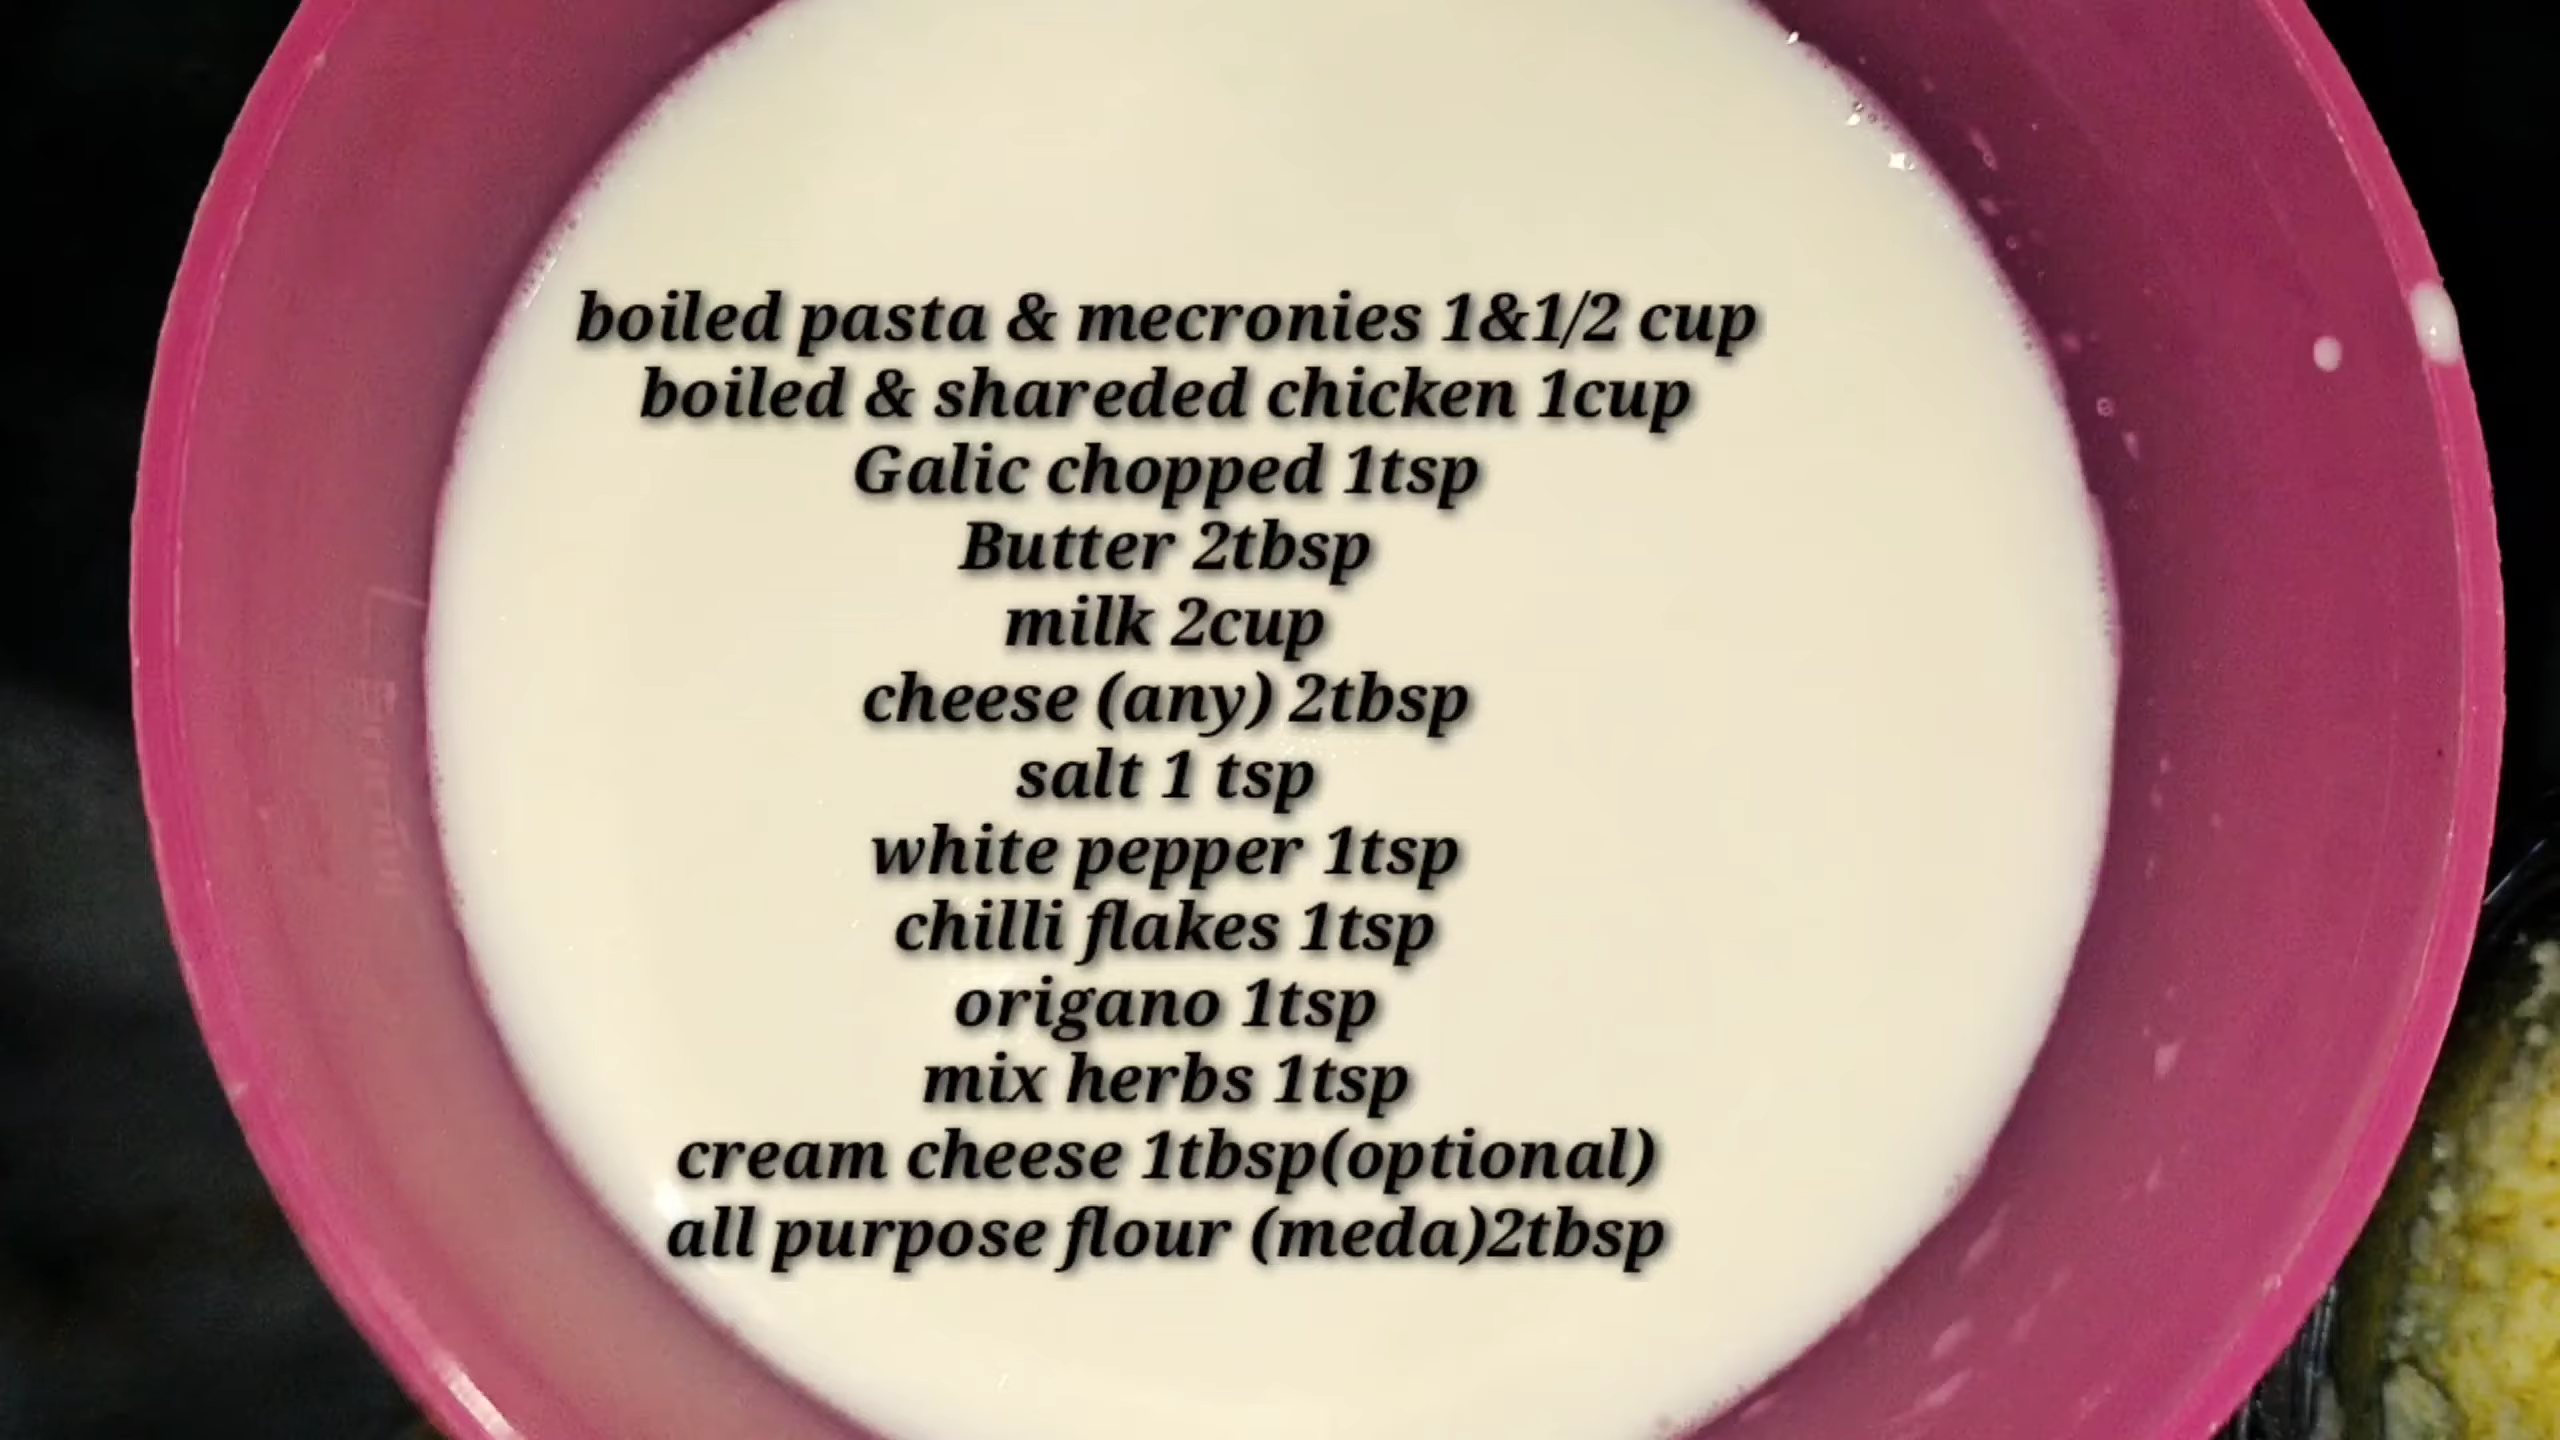 boiled pasta & mecronies 1&1/2 cup
boiled & shareded chicken 1cup
Galic chopped 1tsp
Butter 2tbsp
milk 2cup
cheese (any) 2tbsp
salt 1 tsp
white pepper 1tsp
chilli flakes 1tsp
origano 1tsp
mix herbs 1tsp
cream cheese 1tbsp(optional)
all purpose flour (meda)2tbsp